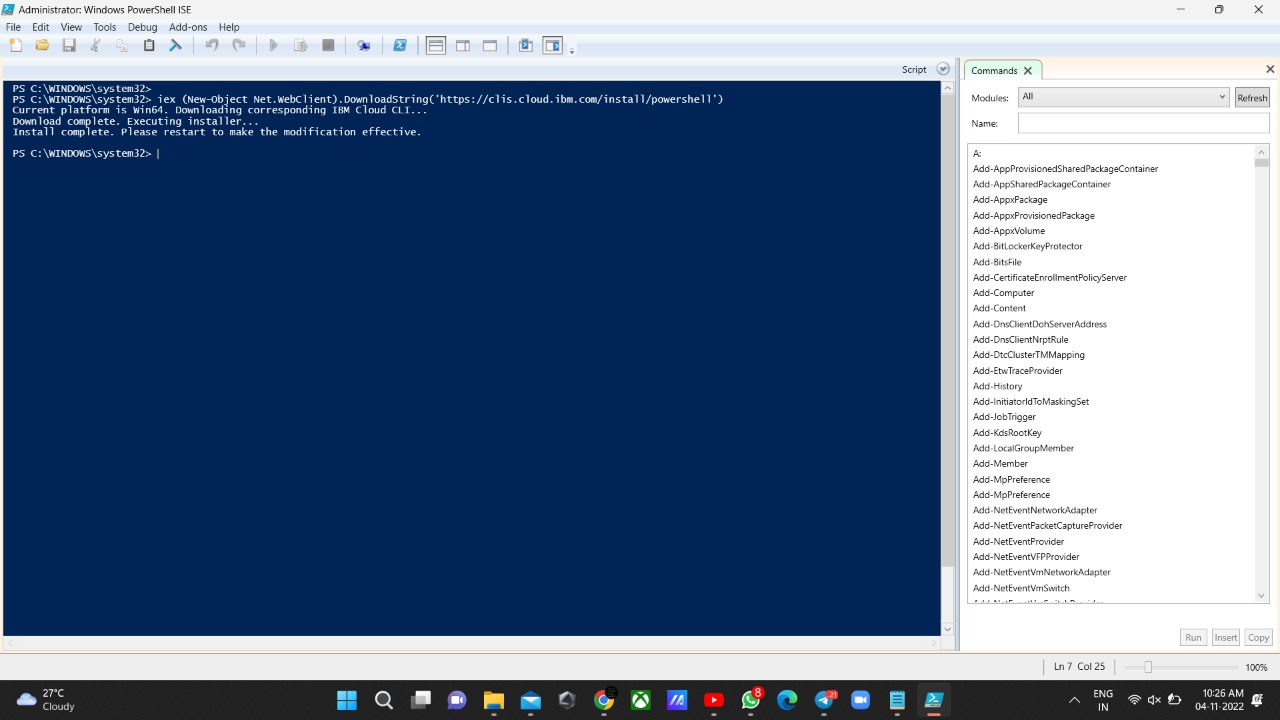 Administrator: Windows PowerShell ISE
File Edit View Tools Debug Add-ons Help
Script
PS C:\WINDOWS\system32>
PS C:\WINDOWS\system32> iex (New-Object Net.WebClient).DownloadString('https://clis.cloud.ibm.com/install/powershell')
Current platform is Win64. Downloading corresponding IBM Cloud CLI...
Download complete. Executing installer...
Install complete. Please restart to make the modification effective.
PS C:\WINDOWS\system32>
Commands
Modules: All Refresh
Name:
A:
Add-AppProvisionedSharedPackageContainer
Add-AppSharedPackageContainer
Add-AppxPackage
Add-AppxProvisionedPackage
Add-AppxVolume
Add-BitLockerKeyProtector
Add-BitsFile
Add-CertificateEnrollmentPolicyServer
Add-Computer
Add-Content
Add-DnsClientDohServerAddress
Add-DnsClientNrptRule
Add-DtcClusterTMMapping
Add-EtwTraceProvider
Add-History
Add-InitiatorIdToMaskingSet
Add-JobTrigger
Add-KdsRootKey
Add-LocalGroupMember
Add-Member
Add-MpPreference
Add-MpPreference
Add-NetEventNetworkAdapter
Add-NetEventPacketCaptureProvider
Add-NetEventProvider
Add-NetEventVFPProvider
Add-NetEventVmNetworkAdapter
Add-NetEventVmSwitch
Run Insert Copy
Ln 7 Col 25 100%
27°C
Cloudy
8
21
ENG
IN
10:26 AM
04-11-2022